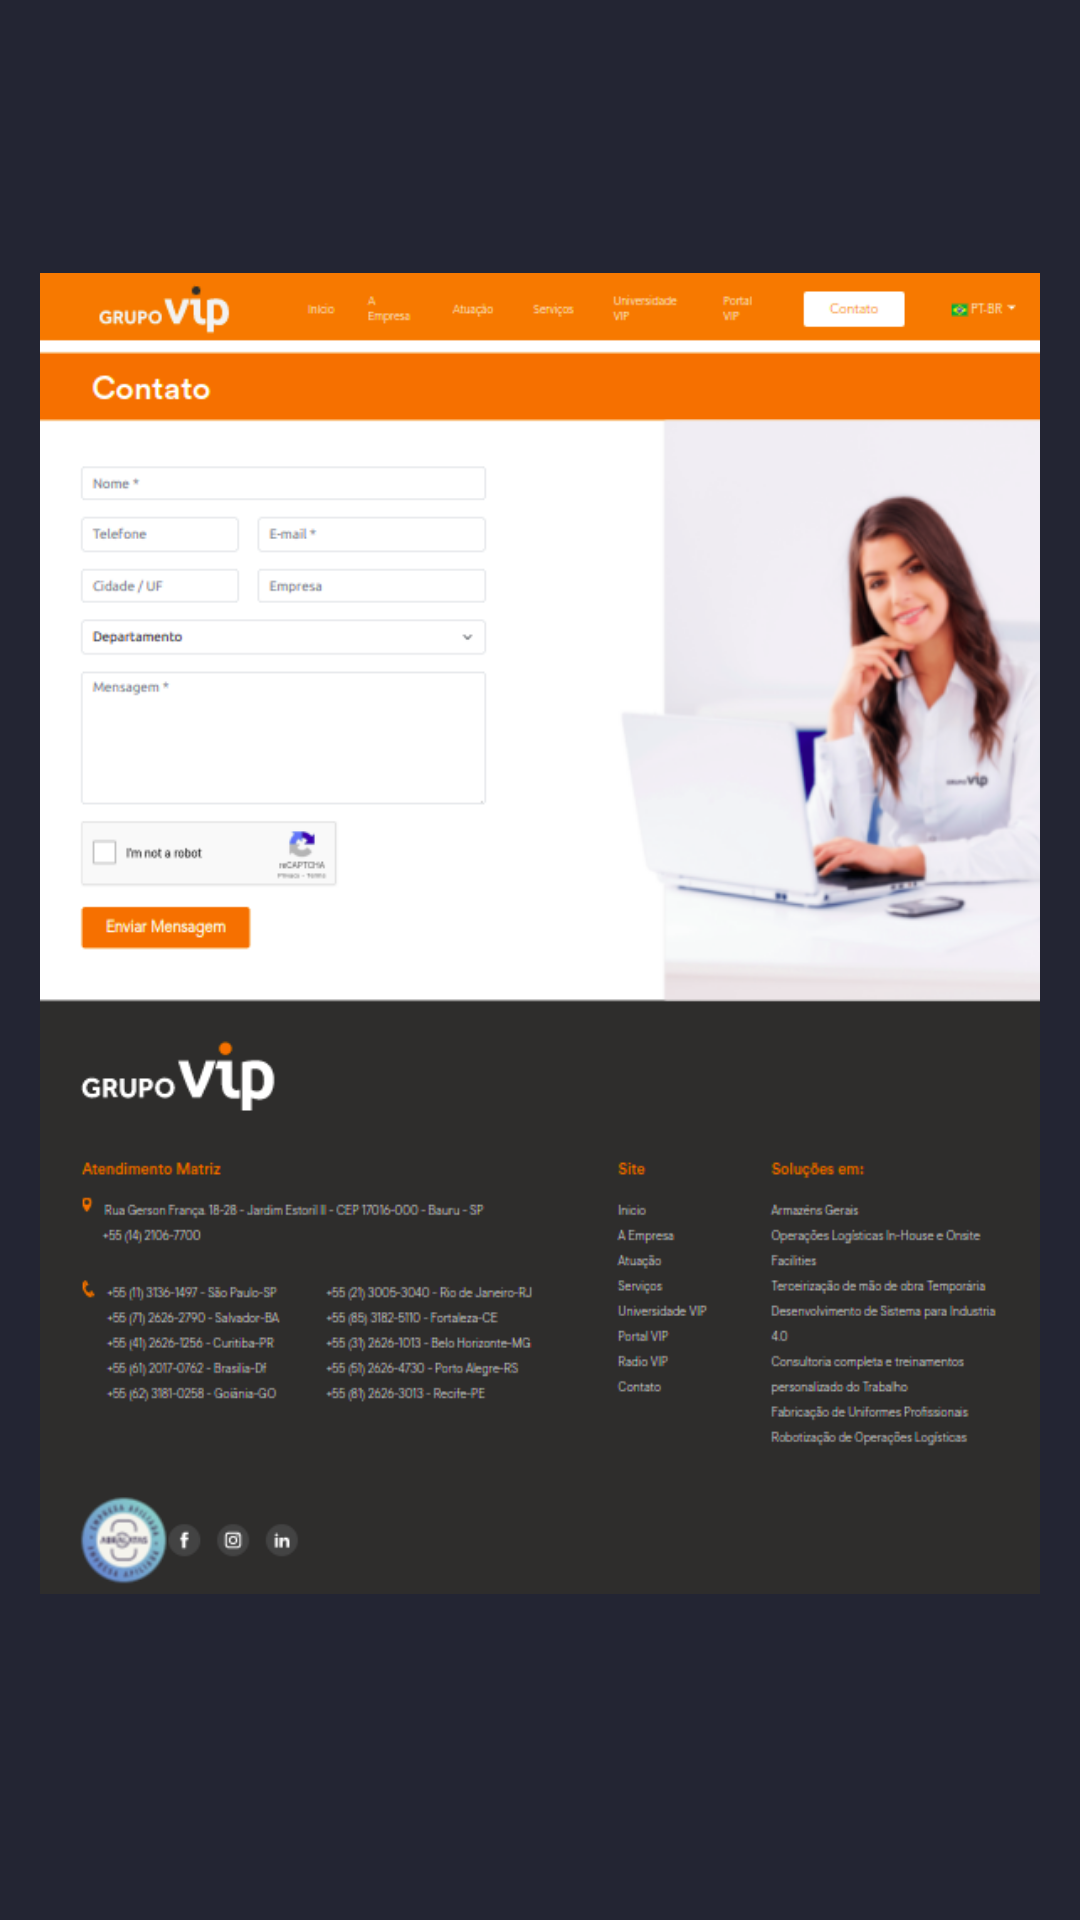 GRUPO vip
Início
A Empresa
Atuação
Serviços
Universidade VIP
Portal VIP
Contato
PT-BR
Contato
Nome *
Telefone
E-mail *
Cidade / UF
Empresa
Departamento
Mensagem *
I'm not a robot
reCAPTCHA
Privacy - Terms
GRUPO vip
Enviar Mensagem
GRUPO vip
Atendimento Matriz
Rua Gerson França. 18-28 - Jardim Estoril II - CEP 17016-000 - Bauru - SP
+55 (14) 2106-7700
+55 (11) 3136-1497 - São Paulo-SP
+55 (71) 2626-2790 - Salvador-BA
+55 (41) 2626-1256 - Curitiba-PR
+55 (61) 2017-0762 - Brasilia-Df
+55 (62) 3181-0258 - Goiânia-GO
+55 (21) 3005-3040 - Rio de Janeiro-RJ
+55 (85) 3182-5110 - Fortaleza-CE
+55 (31) 2626-1013 - Belo Horizonte-MG
+55 (51) 2626-4730 - Porto Alegre-RS
+55 (81) 2626-3013 - Recife-PE
Site
Inicio
A Empresa
Atuação
Serviços
Universidade VIP
Portal VIP
Radio VIP
Contato
Soluções em:
Armazéns Gerais
Operações Logísticas In-House e Onsite
Facilities
Terceirização de mão de obra Temporária
Desenvolvimento de Sistema para Industria
4.0
Consultoria completa e treinamentos
personalizado do Trabalho
Fabricação de Uniformes Profissionais
Robotização de Operações Logísticas
EMPRESA AFILIADA
EMPRESA AFILIADA